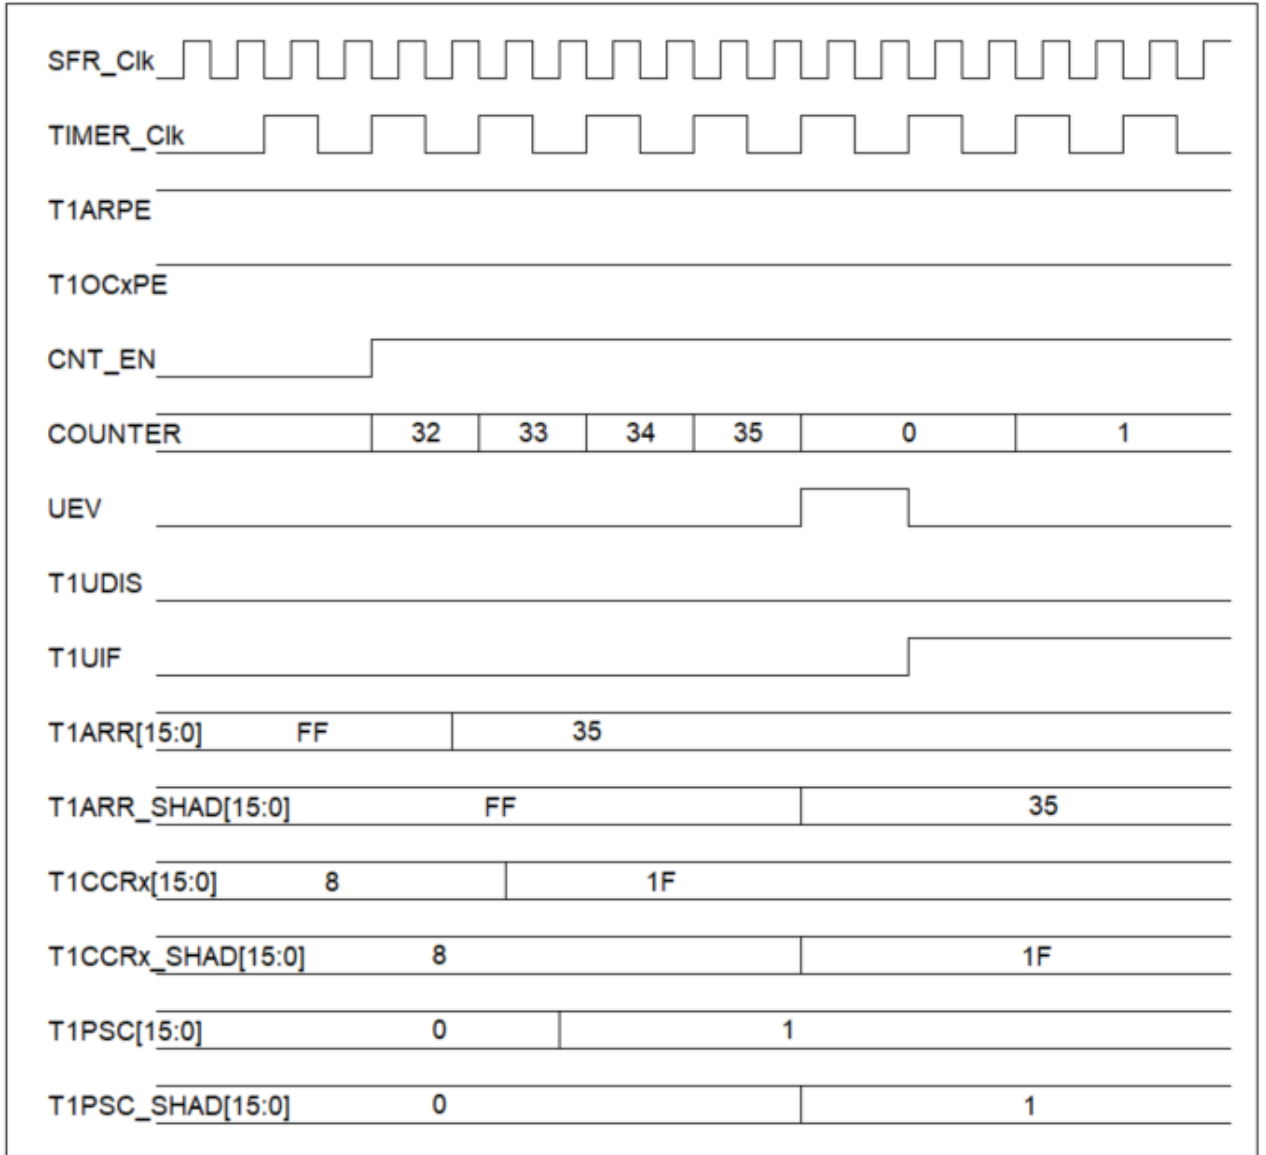 SFR_Clk
TIMER_Clk
T1ARPE
T1OCxPE
CNT_EN
COUNTER 32 33 34 35 0 1
UEV
T1UDIS
T1UIF
T1ARR[15:0] FF 35
T1ARR_SHAD[15:0] FF 35
T1CCRx[15:0] 8 1F
T1CCRx_SHAD[15:0] 8 1F
T1PSC[15:0] 0 1
T1PSC_SHAD[15:0] 0 1